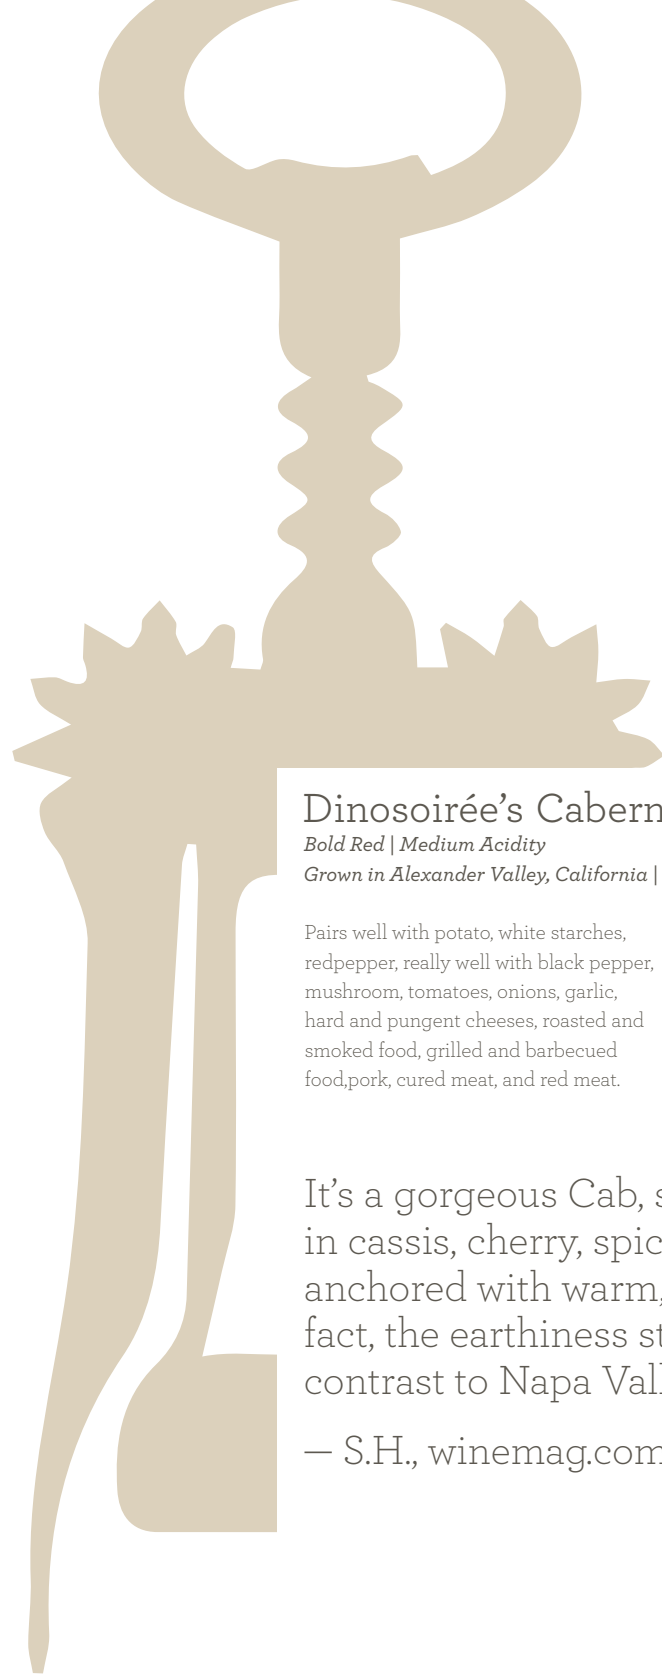 Dinosoirée’s Cabern
Bold Red | Medium Acidity
Grown in Alexander Valley, California |
Pairs well with potato, white starches,
redpepper, really well with black pepper,
mushroom, tomatoes, onions, garlic,
hard and pungent cheeses, roasted and
smoked food, grilled and barbecued
food,pork, cured meat, and red meat.
It’s a gorgeous Cab, s
in cassis, cherry, spic
anchored with warm,
fact, the earthiness st
contrast to Napa Vall
— S.H., winemag.com